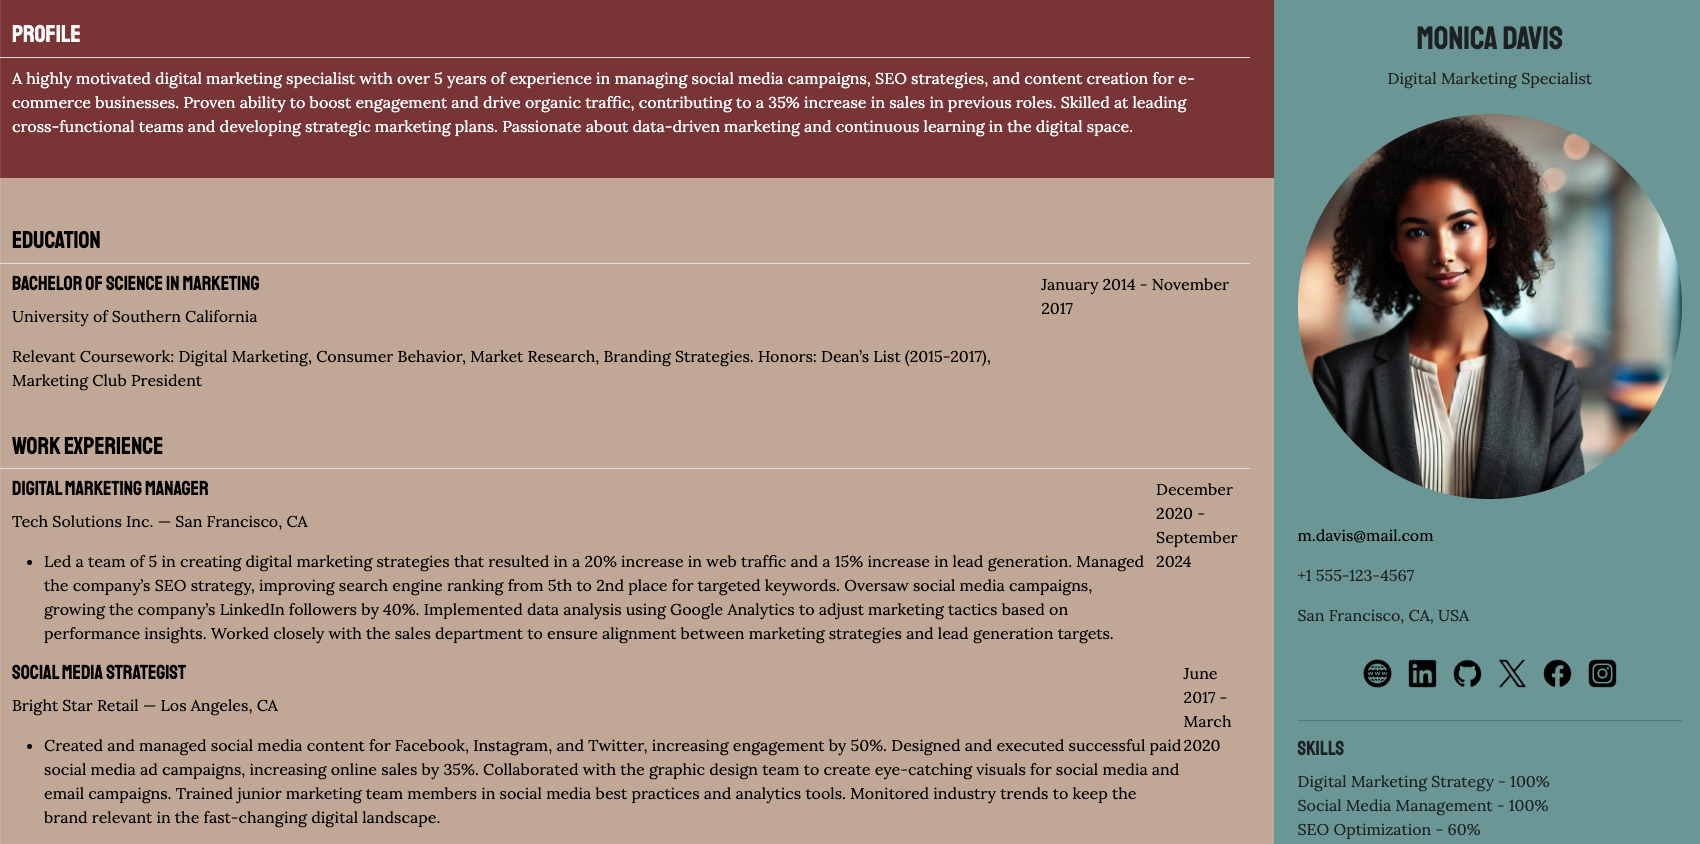 PROFILE
A highly motivated digital marketing specialist with over 5 years of experience in managing social media campaigns, SEO strategies, and content creation for e-
commerce businesses. Proven ability to boost engagement and drive organic traffic, contributing to a 35% increase in sales in previous roles. Skilled at leading
cross-functional teams and developing strategic marketing plans. Passionate about data-driven marketing and continuous learning in the digital space.
EDUCATION
BACHELOR OF SCIENCE IN MARKETING
January 2014 - November
2017
University of Southern California
Relevant Coursework: Digital Marketing, Consumer Behavior, Market Research, Branding Strategies. Honors: Dean’s List (2015-2017),
Marketing Club President
WORK EXPERIENCE
DIGITAL MARKETING MANAGER
December
2020 -
September
2024
Tech Solutions Inc. — San Francisco, CA
• Led a team of 5 in creating digital marketing strategies that resulted in a 20% increase in web traffic and a 15% increase in lead generation. Managed
the company’s SEO strategy, improving search engine ranking from 5th to 2nd place for targeted keywords. Oversaw social media campaigns,
growing the company’s LinkedIn followers by 40%. Implemented data analysis using Google Analytics to adjust marketing tactics based on
performance insights. Worked closely with the sales department to ensure alignment between marketing strategies and lead generation targets.
SOCIAL MEDIA STRATEGIST
June
2017 -
March
2020
Bright Star Retail — Los Angeles, CA
• Created and managed social media content for Facebook, Instagram, and Twitter, increasing engagement by 50%. Designed and executed successful paid
social media ad campaigns, increasing online sales by 35%. Collaborated with the graphic design team to create eye-catching visuals for social media and
email campaigns. Trained junior marketing team members in social media best practices and analytics tools. Monitored industry trends to keep the
brand relevant in the fast-changing digital landscape.
MONICA DAVIS
Digital Marketing Specialist
m.davis@mail.com
+1 555-123-4567
San Francisco, CA, USA
SKILLS
Digital Marketing Strategy - 100%
Social Media Management - 100%
SEO Optimization - 60%